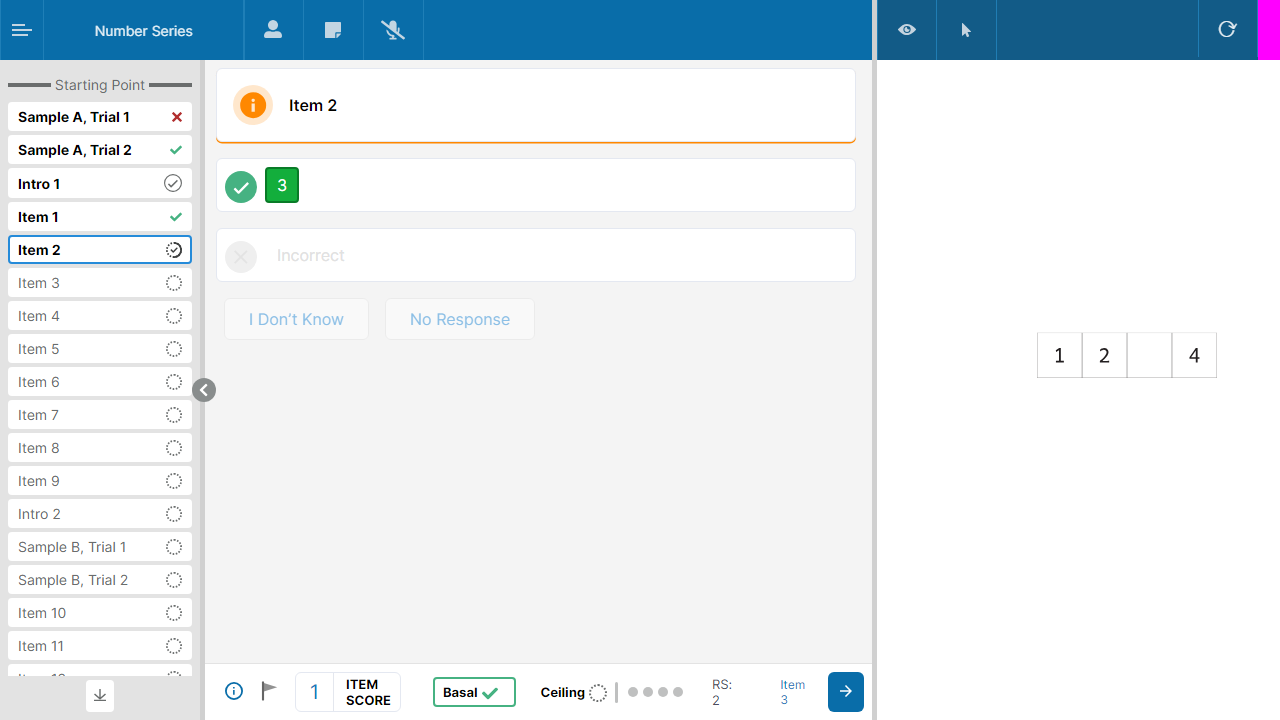 Number Series
Starting Point
Sample A, Trial 1
Sample A, Trial 2
Intro 1
Item 1
Item 2
Item 3
Item 4
Item 5
Item 6
Item 7
Item 8
Item 9
Intro 2
Sample B, Trial 1
Sample B, Trial 2
Item 10
Item 11
Item 2
3
Incorrect
I Don't Know
No Response
1
ITEM
SCORE
Basal
Ceiling
RS:
2
Item
3
1 2 4